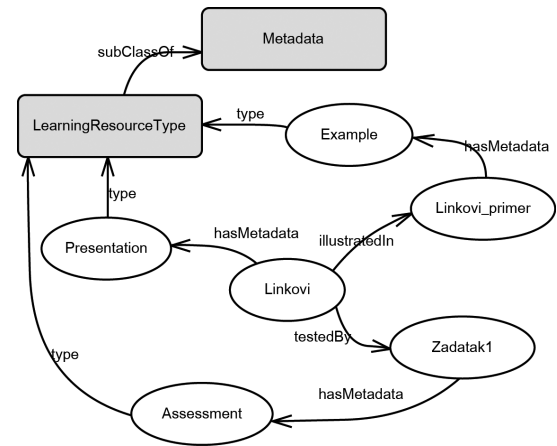 Metadata
subClassOf
LearningResourceType
type
Example
hasMetadata
type
Linkovi_primer
hasMetadata
illustratedIn
Presentation
Linkovi
testedBy
Zadatak1
type
hasMetadata
Assessment